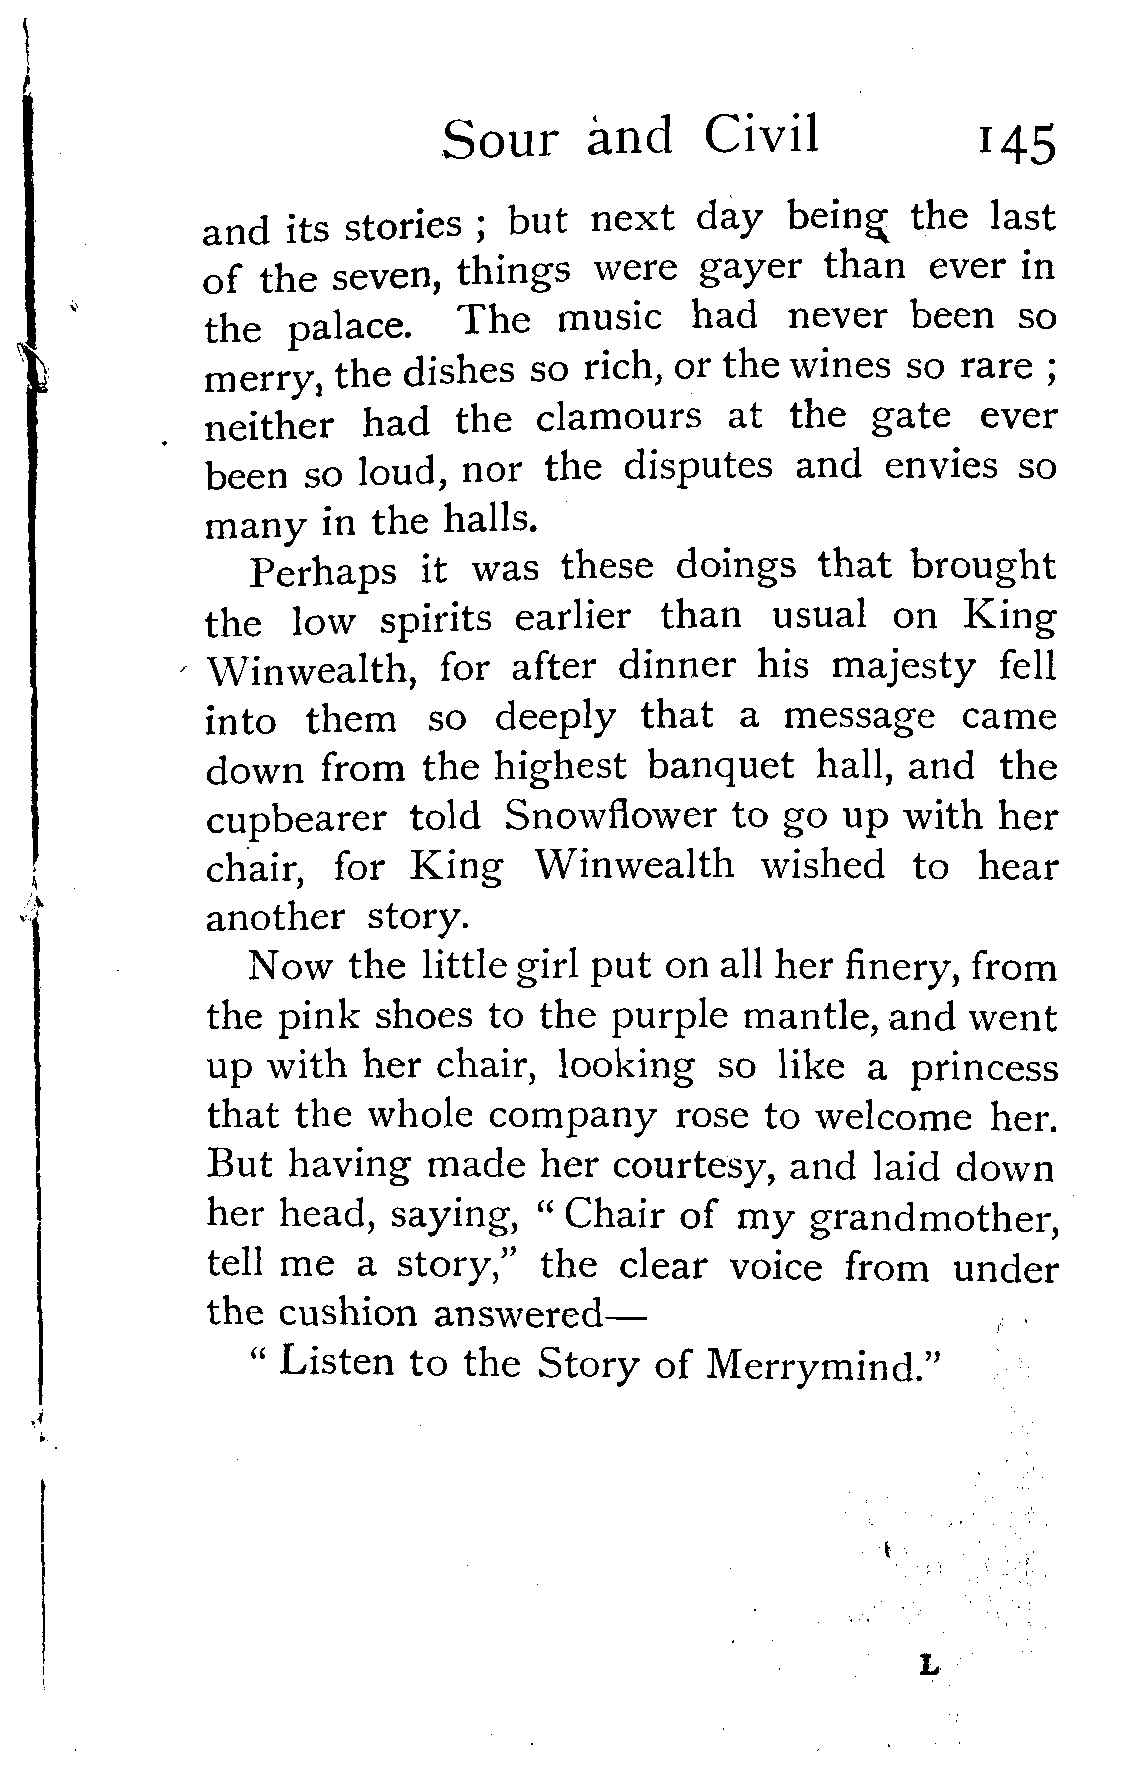 Sour and Civil 145
and its stories ; but next day being the last
of the seven, things were gayer than ever in
the palace. The music had never been so
merry, the dishes so rich, or the wines so rare ;
neither had the clamours at the gate ever
been so loud, nor the disputes and envies so
many in the halls.
Perhaps it was these doings that brought
the low spirits earlier than usual on King
Winwealth, for after dinner his majesty fell
into them so deeply that a message came
down from the highest banquet hall, and the
cupbearer told Snowflower to go up with her
chair, for King Winwealth wished to hear
another story.
Now the little girl put on all her finery, from
the pink shoes to the purple mantle, and went
up with her chair, looking so like a princess
that the whole company rose to welcome her.
But having made her courtesy, and laid down
her head, saying, “ Chair of my grandmother,
tell me a story,” the clear voice from under
the cushion answered—
“ Listen to the Story of Merrymind.”
L